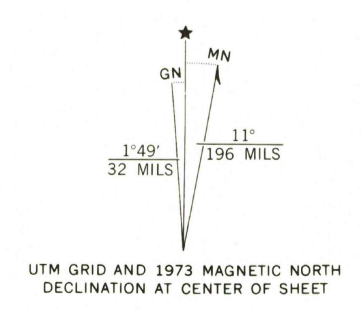 ★
MN
GN
1°49'
32 MILS
11°
196 MILS
UTM GRID AND 1973 MAGNETIC NORTH
DECLINATION AT CENTER OF SHEET